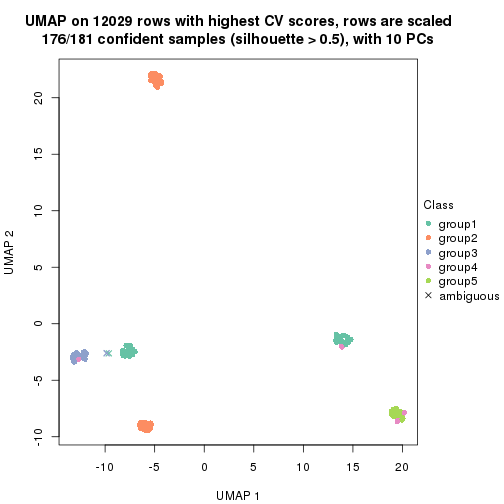 UMAP on 12029 rows with highest CV scores, rows are scaled
176/181 confident samples (silhouette > 0.5), with 10 PCs
20
15
10
5
0
-5
-10
UMAP 2
-10
-5
0
5
10
15
20
UMAP 1
Class
group1
group2
group3
group4
group5
ambiguous